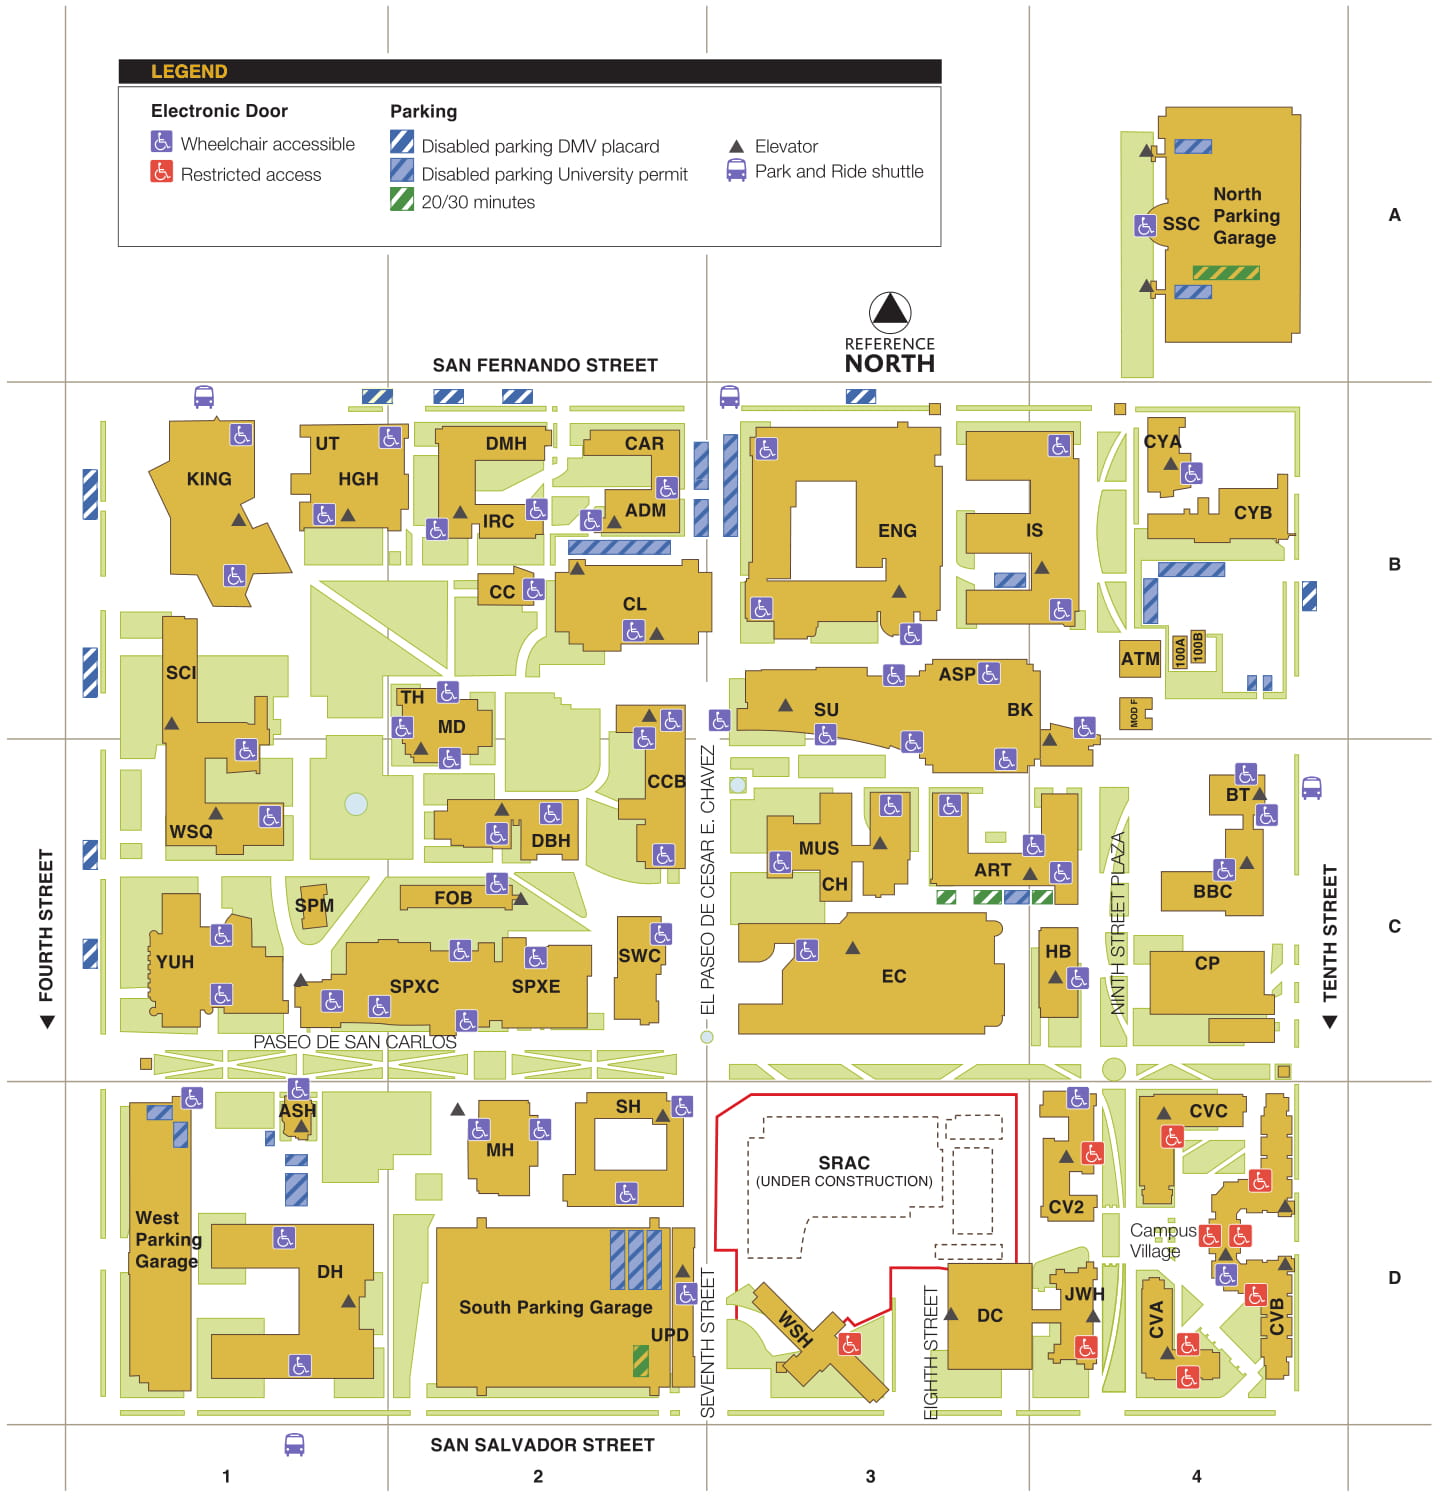 LEGEND
Electronic Door
Wheelchair accessible
Restricted access
Parking
Disabled parking DMV placard
Disabled parking University permit
20/30 minutes
Elevator
Park and Ride shuttle
North
Parking
Garage
SSC
A
REFERENCE
NORTH
SAN FERNANDO STREET
KING
UT
HGH
DMH
IRC
CAR
ADM
ENG
IS
CYA
CYB
B
CC
CL
SCI
TH
MD
SU
ASP
BK
ATM
100A
100B
MOD F
CCB
WSQ
DBH
MUS
CH
ART
BT
BBC
SPM
FOB
YUH
SPXC
SPXE
SWC
EC
HB
CP
C
FOURTH STREET
EL PASEO DE CESAR E. CHAVEZ
NINTH STREET PLAZA
TENTH STREET
PASEO DE SAN CARLOS
ASH
MH
SH
SRAC
(UNDER CONSTRUCTION)
CV2
CVC
Campus
Village
West
Parking
Garage
DH
South Parking Garage
UPD
SEVENTH STREET
WSH
EIGHTH STREET
DC
JWH
CVA
CVB
D
SAN SALVADOR STREET
1
2
3
4